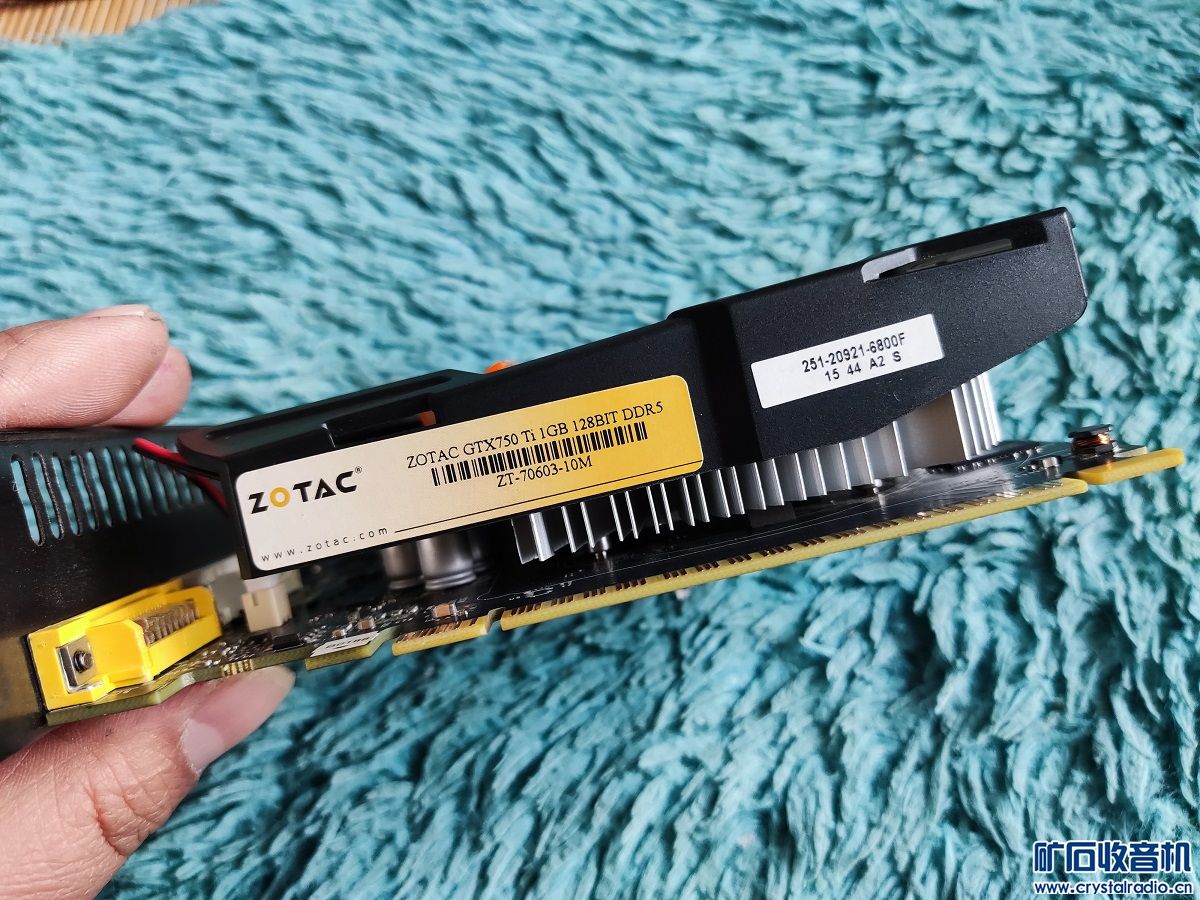 251-20921-6800F
15 44 A2 S
ZOTAC®
ZOTAC GTX750 Ti 1GB 128BIT DDR5
ZT-70603-10M
www.zotac.com
矿石收音机
www.crystalradio.cn